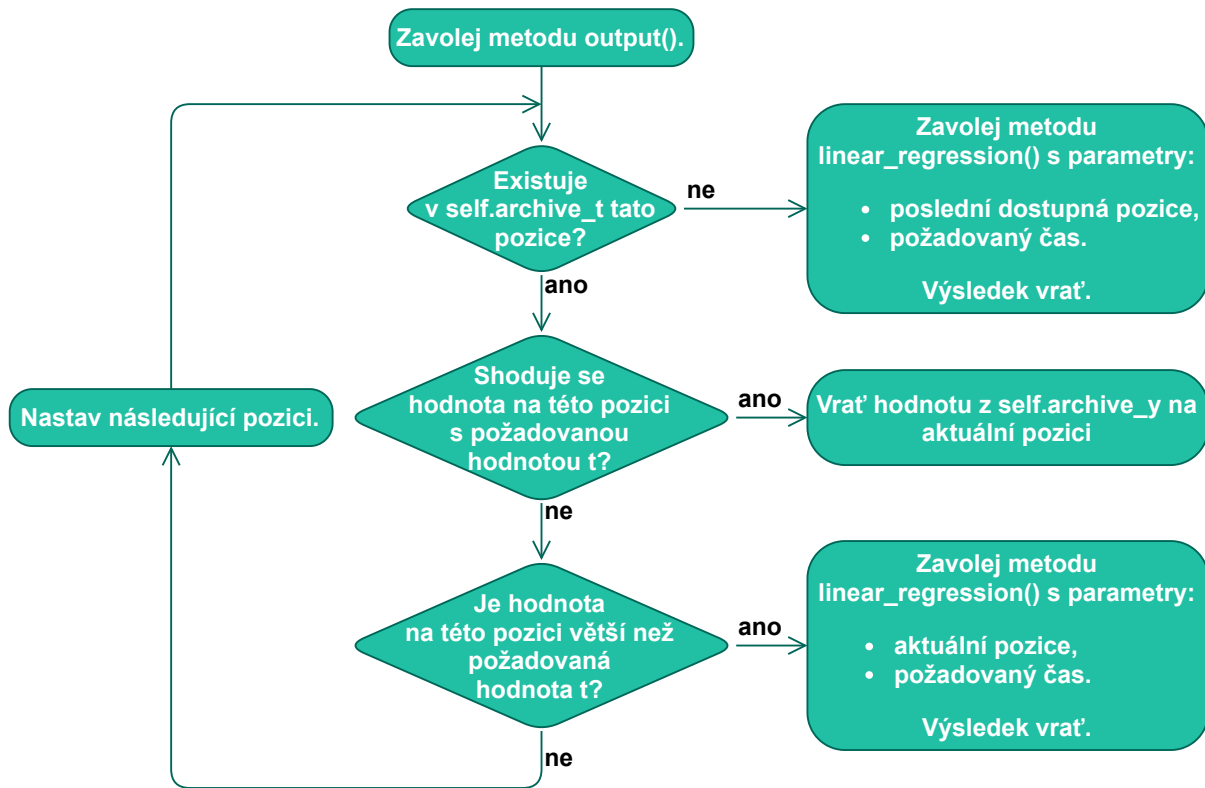 Zavolej metodu output().
Existuje
v self.archive_t tato
pozice?
ne
Zavolej metodu
linear_regression() s parametry:
• poslední dostupná pozice,
• požadovaný čas.
Výsledek vrať.
ano
Shoduje se
hodnota na této pozici
s požadovanou
hodnotou t?
ano
Vrať hodnotu z self.archive_y na
aktuální pozici
Nastav následující pozici.
ne
Je hodnota
na této pozici větší než
požadovaná
hodnota t?
ano
Zavolej metodu
linear_regression() s parametry:
• aktuální pozice,
• požadovaný čas.
Výsledek vrať.
ne